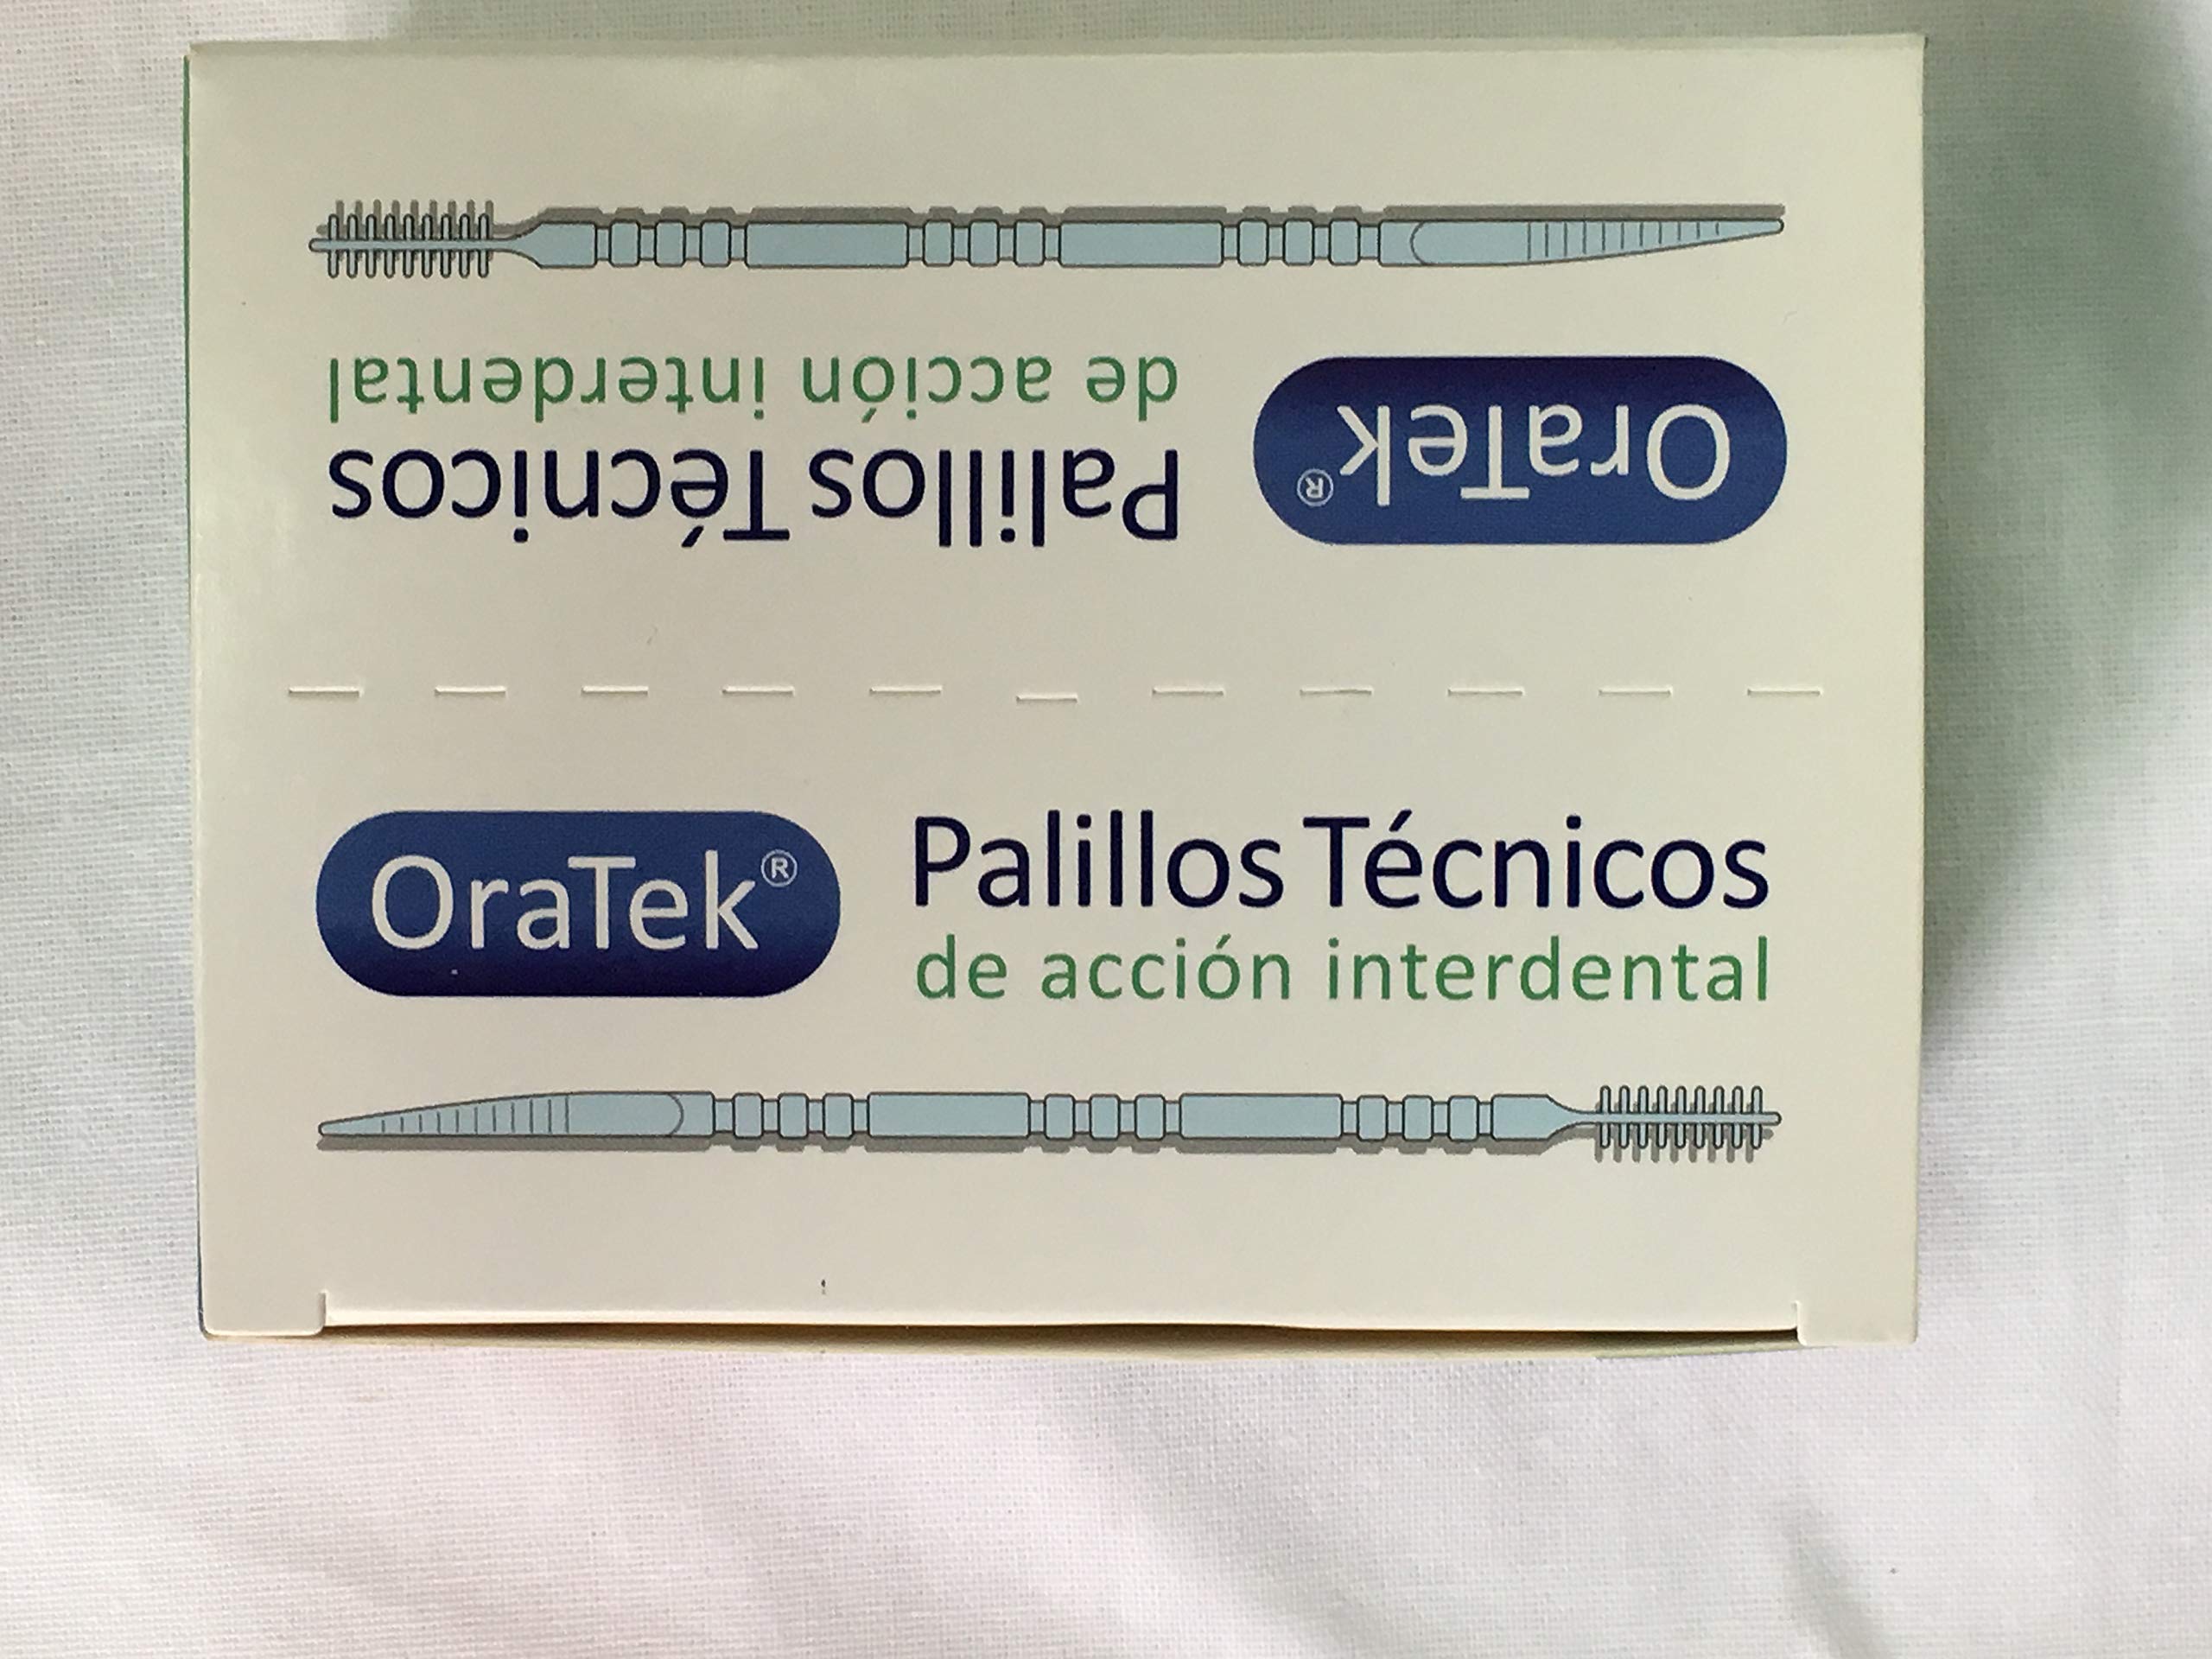 Palillos Técnicos
de acción interdental
OraTek®
OraTek®
Palillos Técnicos
de acción interdental